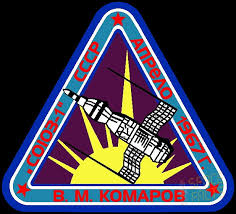 "СОЮЗ-1" СССР
АПРЕЛЬ 1967 Г
В. М. КОМАРОВ